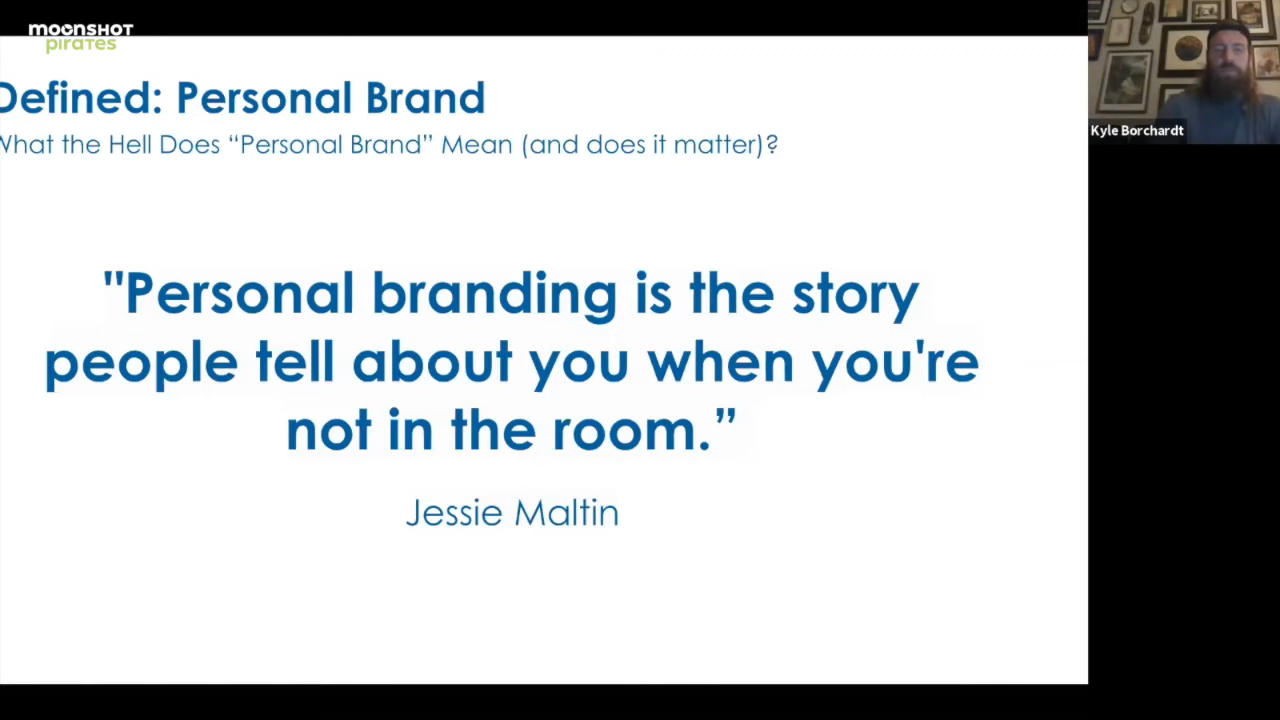 MOONSHOT
pirates
Defined: Personal Brand
What the Hell Does “Personal Brand” Mean (and does it matter)?
"Personal branding is the story
people tell about you when you're
not in the room.”
Jessie Maltin
Kyle Borchardt